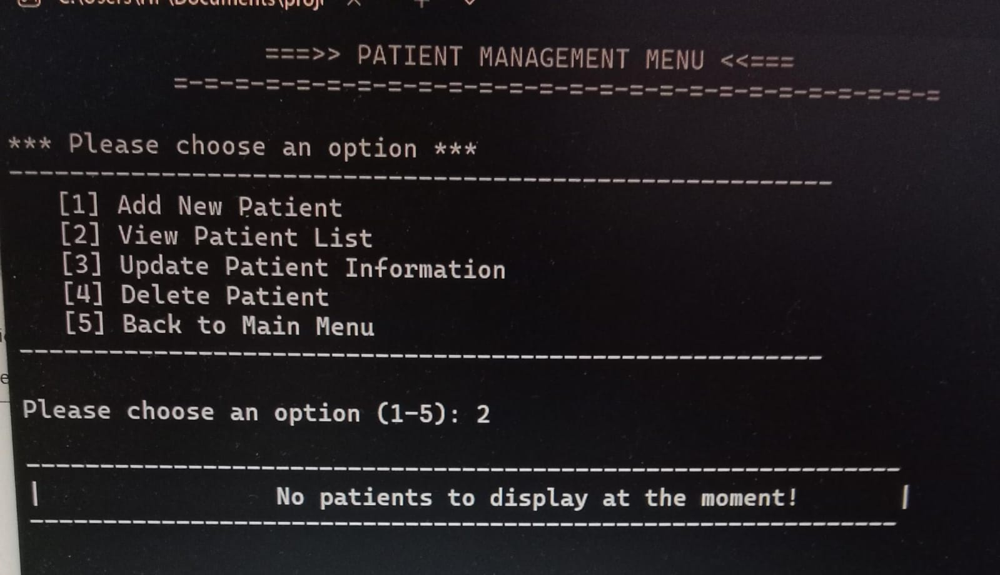 ===>> PATIENT MANAGEMENT MENU <<===
=-=-=-=-=-=-=-=-=-=-=-=-=-=-=-=-=-=-=-=-=-=-=-=-=-=
*** Please choose an option ***
-------------------------------------------------------
[1] Add New Patient
[2] View Patient List
[3] Update Patient Information
[4] Delete Patient
[5] Back to Main Menu
-------------------------------------------------------
Please choose an option (1-5): 2
------------------------------------------------------------
| No patients to display at the moment! |
------------------------------------------------------------